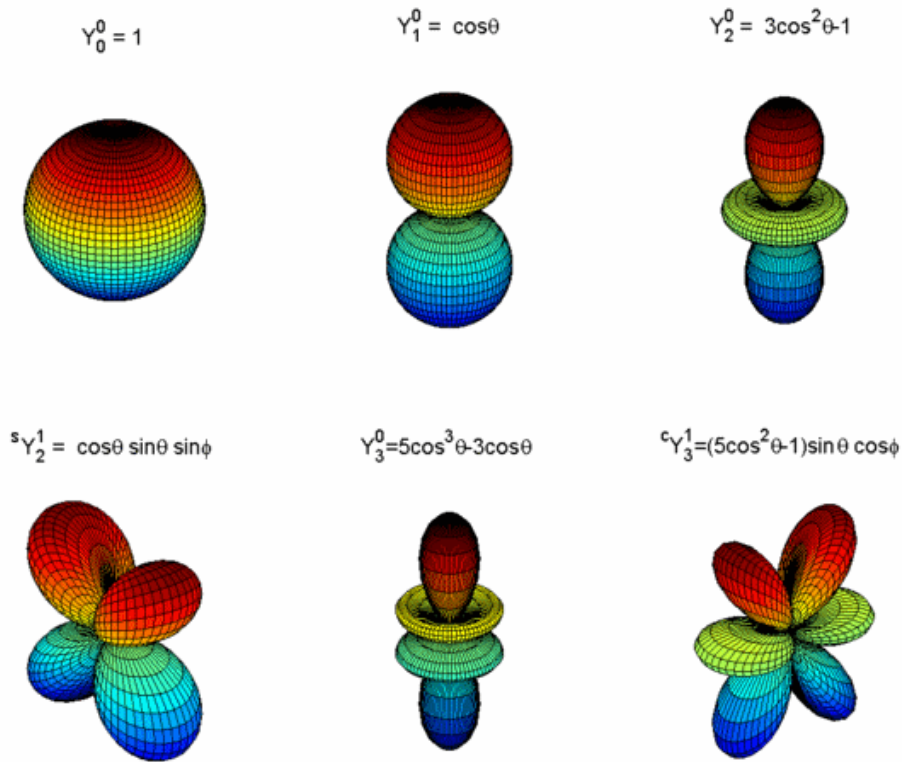 Y₀⁰ = 1
Y₁⁰ = cosθ
Y₂⁰ = 3cos²θ-1
ˢY₂¹ = cosθ sinθ sinϕ
Y₃⁰=5cos³θ-3cosθ
ᶜY₃¹=(5cos²θ-1)sinθ cosϕ